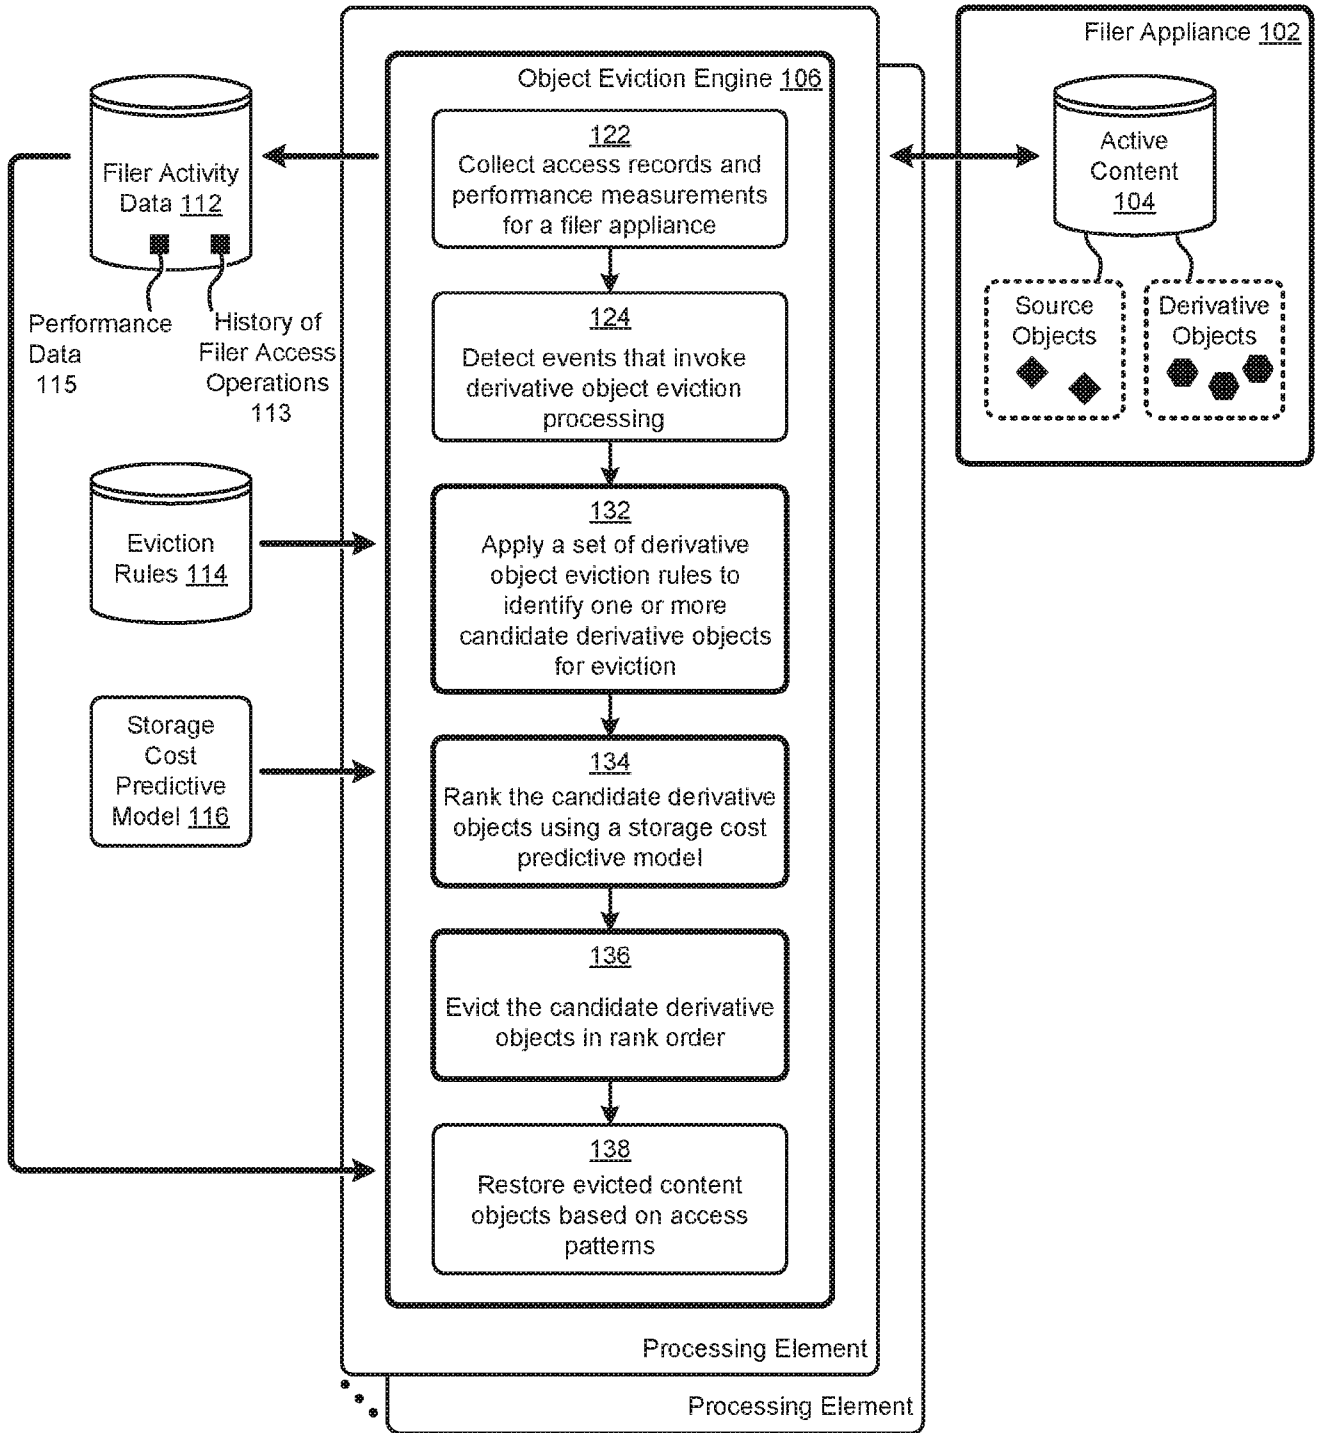 Filer Appliance 102
Object Eviction Engine 106
Filer Activity
Data 112
Performance
Data
115
History of
Filer Access
Operations
113
Eviction
Rules 114
Storage
Cost
Predictive
Model 116
122
Collect access records and
performance measurements
for a filer appliance
124
Detect events that invoke
derivative object eviction
processing
132
Apply a set of derivative
object eviction rules to
identify one or more
candidate derivative objects
for eviction
134
Rank the candidate derivative
objects using a storage cost
predictive model
136
Evict the candidate derivative
objects in rank order
138
Restore evicted content
objects based on access
patterns
Active
Content
104
Source
Objects
Derivative
Objects
Processing Element
Processing Element